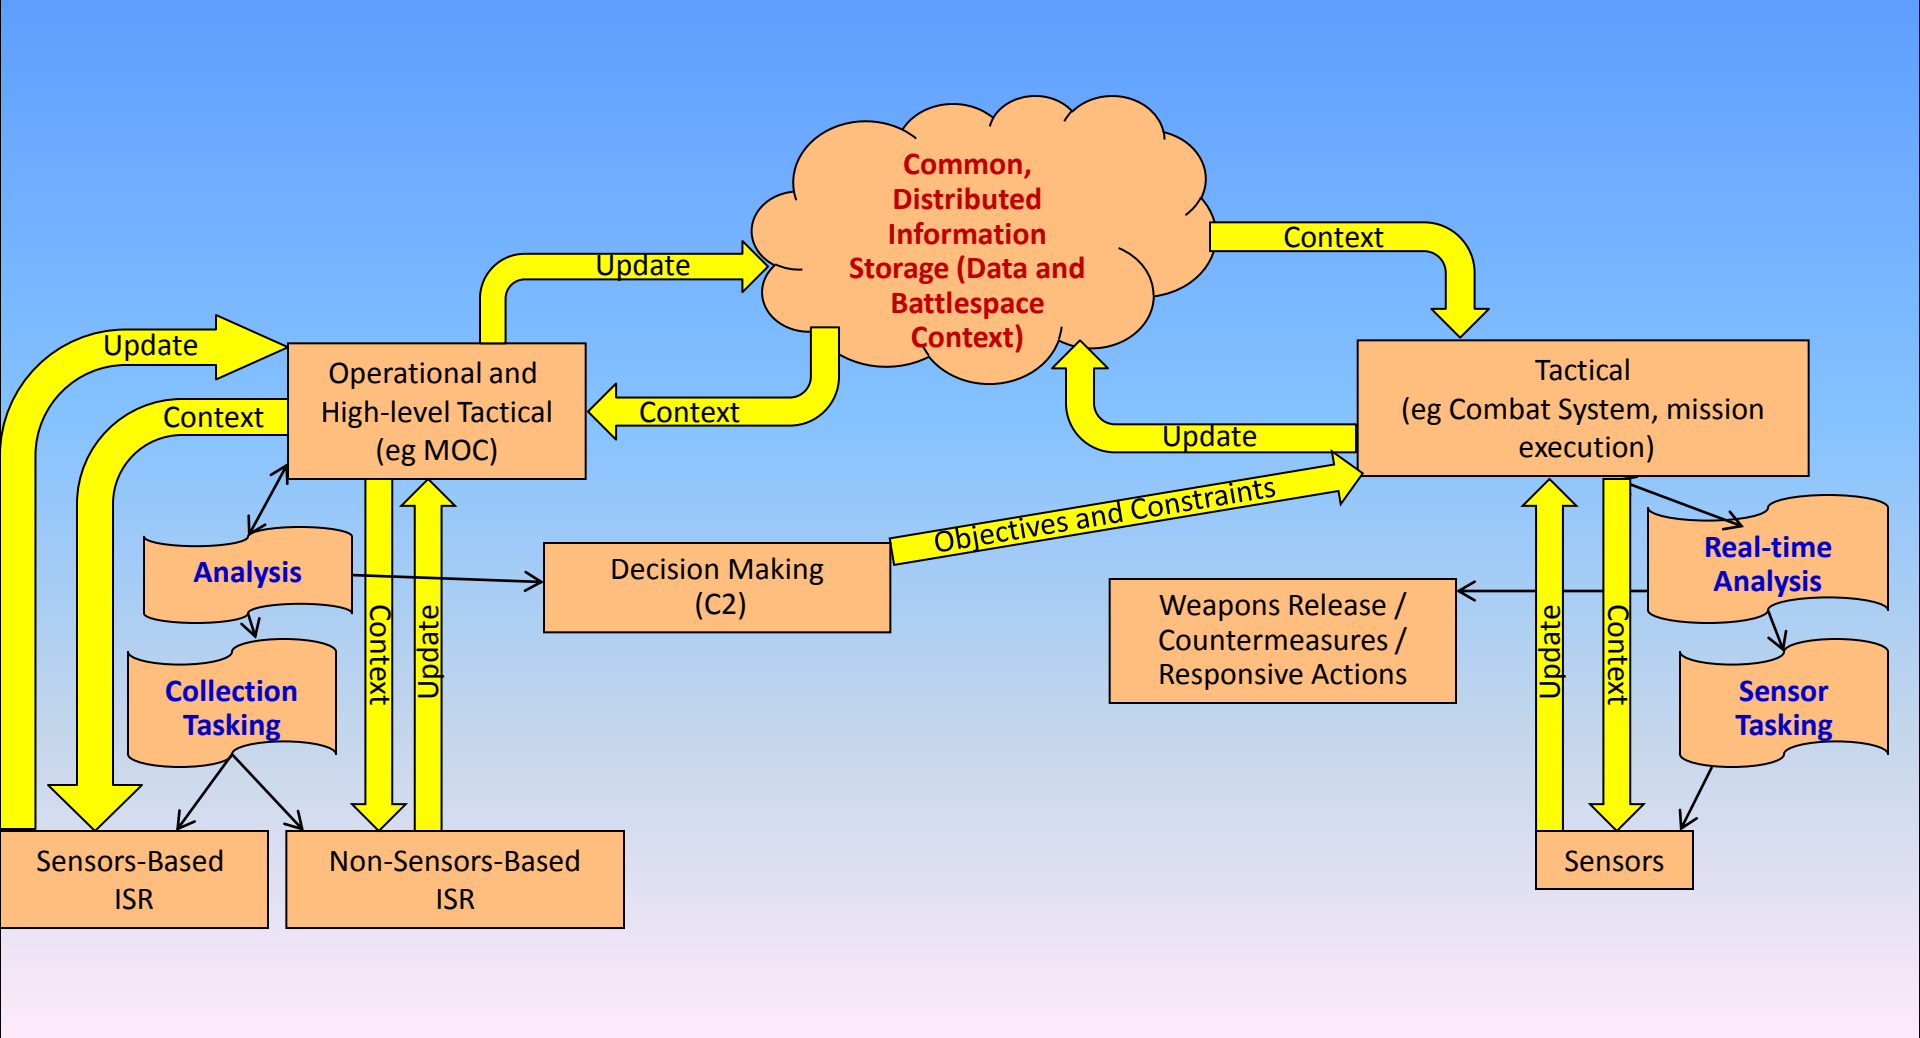 Common,
Distributed
Information
Storage (Data and
Battlespace
Context)
Context
Update
Update
Operational and
High-level Tactical
(eg MOC)
Context
Context
Tactical
(eg Combat System, mission
execution)
Update
Objectives and Constraints
Analysis
Decision Making
(C2)
Real-time
Analysis
Weapons Release /
Countermeasures /
Responsive Actions
Context
Update
Update
Context
Collection
Tasking
Sensor
Tasking
Sensors-Based
ISR
Non-Sensors-Based
ISR
Sensors